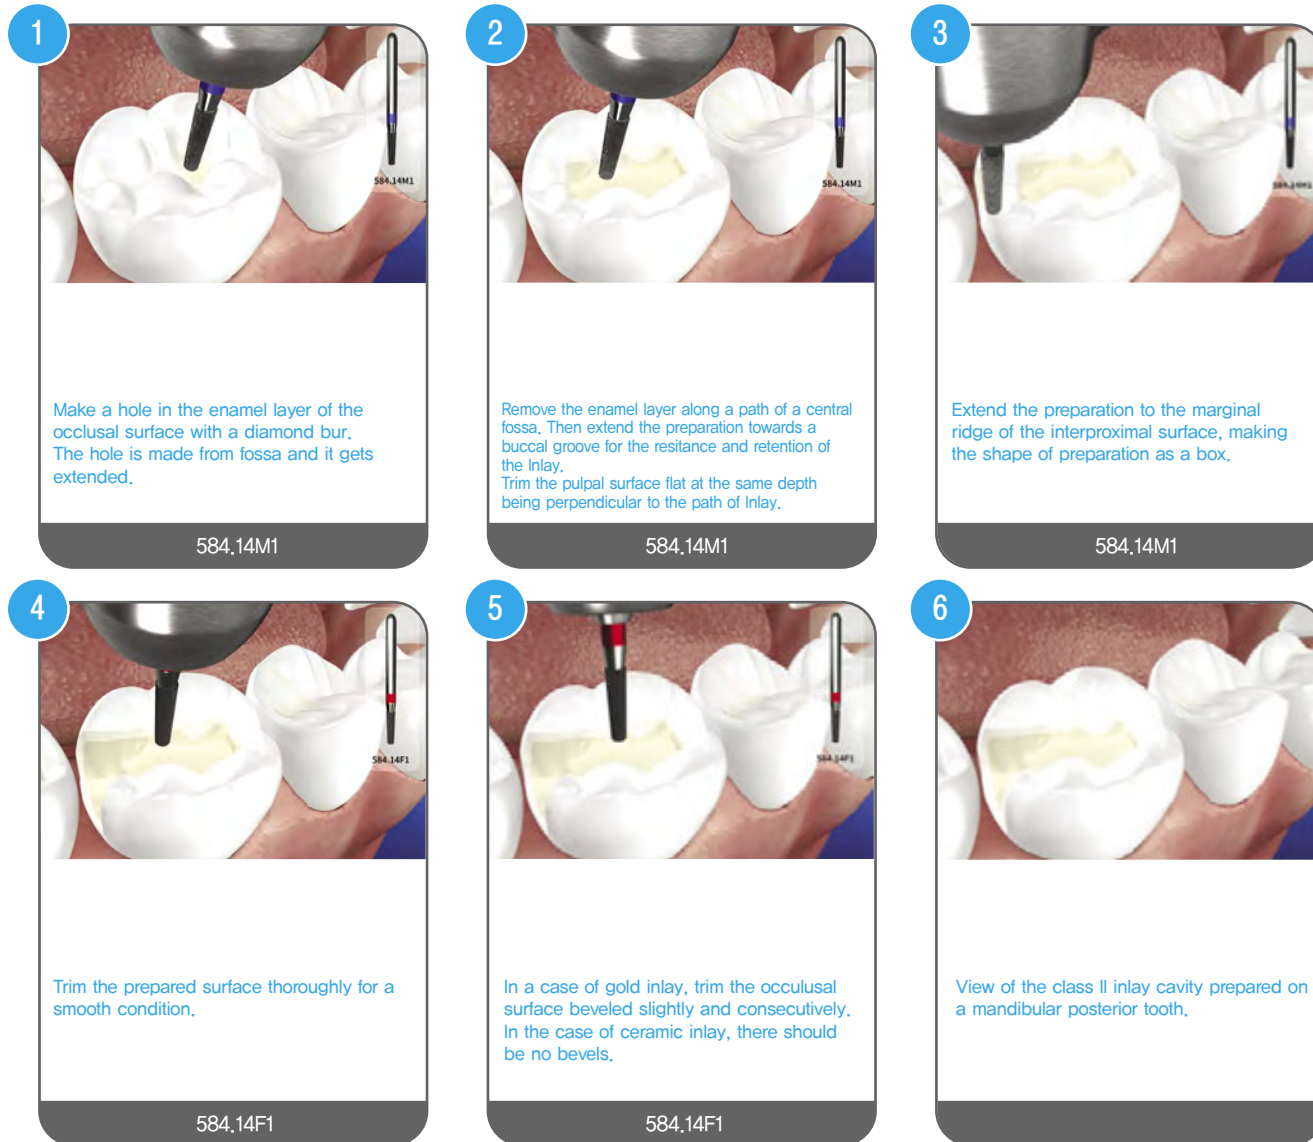 1
584.14M1
Make a hole in the enamel layer of the
occlusal surface with a diamond bur.
The hole is made from fossa and it gets
extended.
584.14M1
2
584.14M1
Remove the enamel layer along a path of a central
fossa. Then extend the preparation towards a
buccal groove for the resitance and retention of
the Inlay.
Trim the pulpal surface flat at the same depth
being perpendicular to the path of Inlay.
584.14M1
3
584.14M1
Extend the preparation to the marginal
ridge of the interproximal surface, making
the shape of preparation as a box.
584.14M1
4
584.14F1
Trim the prepared surface thoroughly for a
smooth condition.
584.14F1
5
584.14F1
In a case of gold inlay, trim the occulusal
surface beveled slightly and consecutively.
In the case of ceramic inlay, there should
be no bevels.
584.14F1
6
View of the class II inlay cavity prepared on
a mandibular posterior tooth.